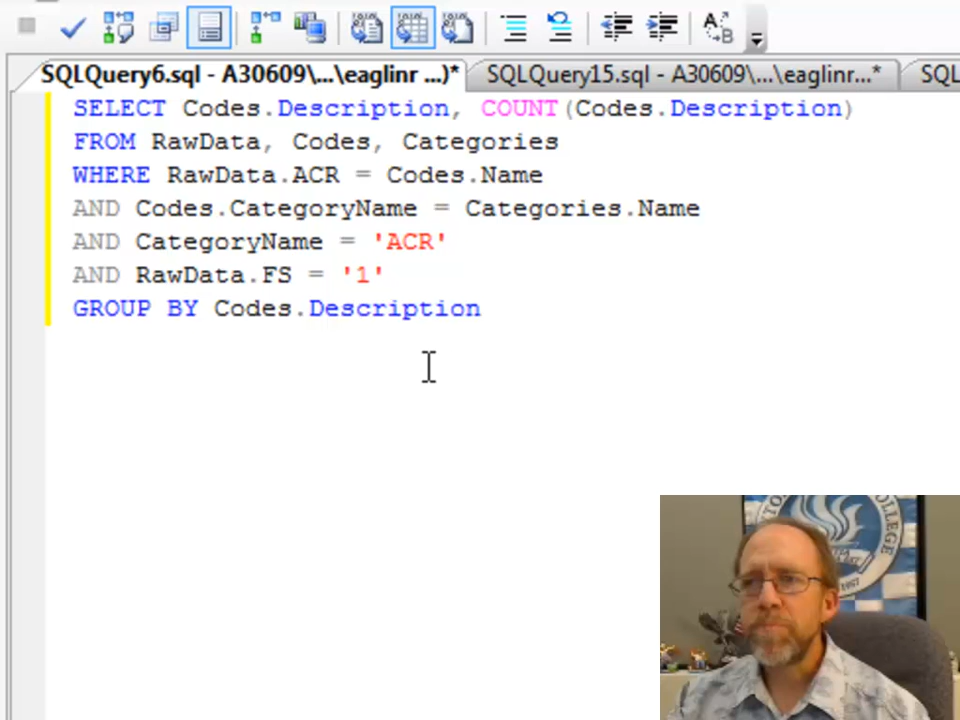 SQLQuery6.sql - A30609\...\eaglinr ...)* SQLQuery15.sql - A30609\...\eaglinr...* SQL
SELECT Codes.Description, COUNT(Codes.Description)
FROM RawData, Codes, Categories
WHERE RawData.ACR = Codes.Name
AND Codes.CategoryName = Categories.Name
AND CategoryName = 'ACR'
AND RawData.FS = '1'
GROUP BY Codes.Description
COLLEGE